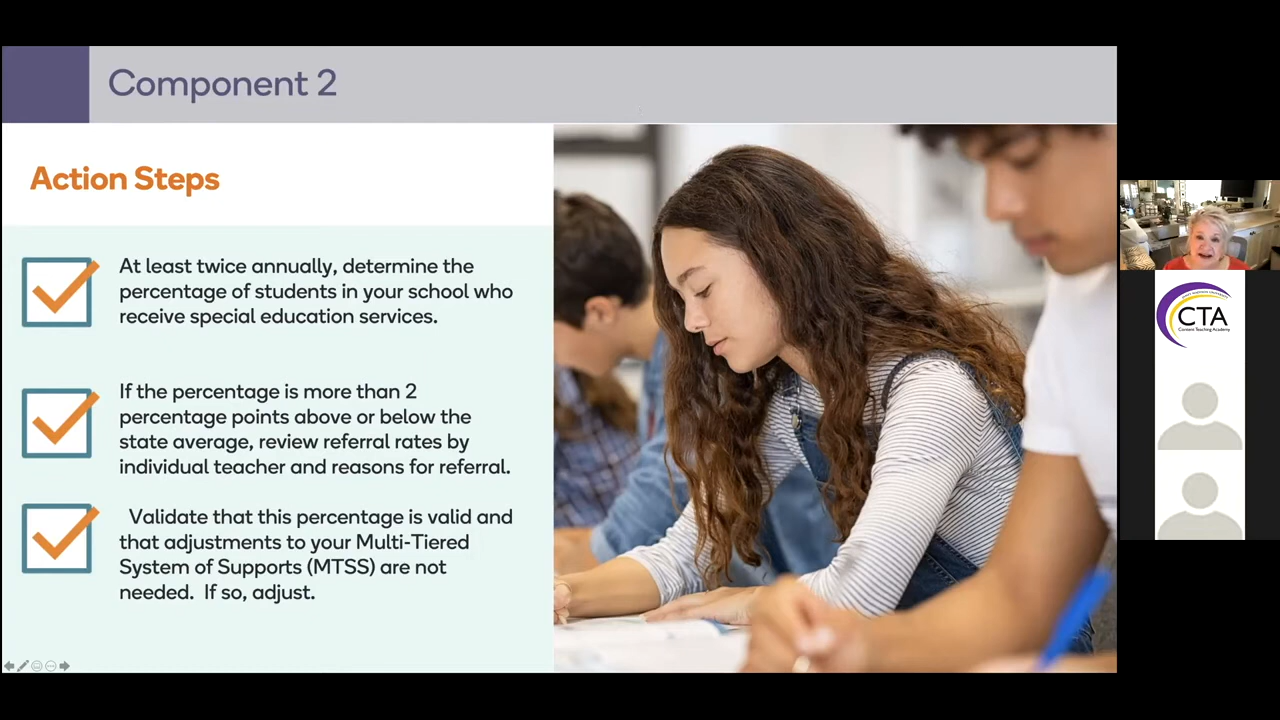 Component 2
Action Steps
At least twice annually, determine the
percentage of students in your school who
receive special education services.
If the percentage is more than 2
percentage points above or below the
state average, review referral rates by
individual teacher and reasons for referral.
Validate that this percentage is valid and
that adjustments to your Multi-Tiered
System of Supports (MTSS) are not
needed. If so, adjust.
CTA
Content Teaching Academy